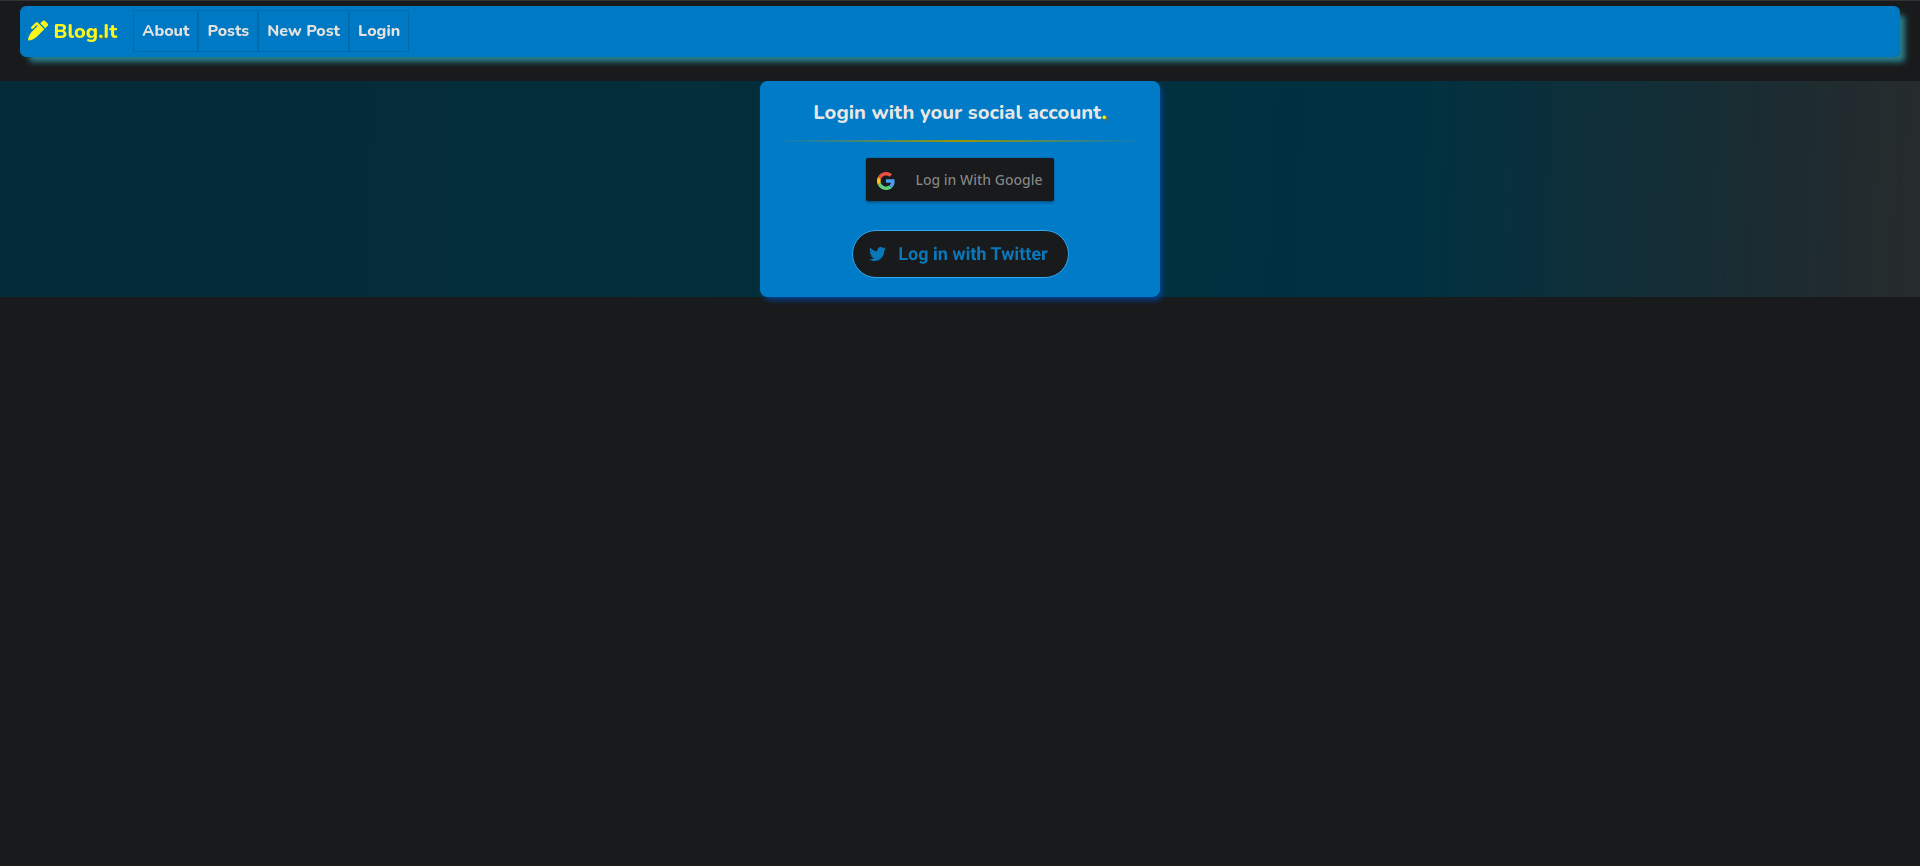 Blog.It About Posts New Post Login
Login with your social account.
Log in With Google
Log in with Twitter